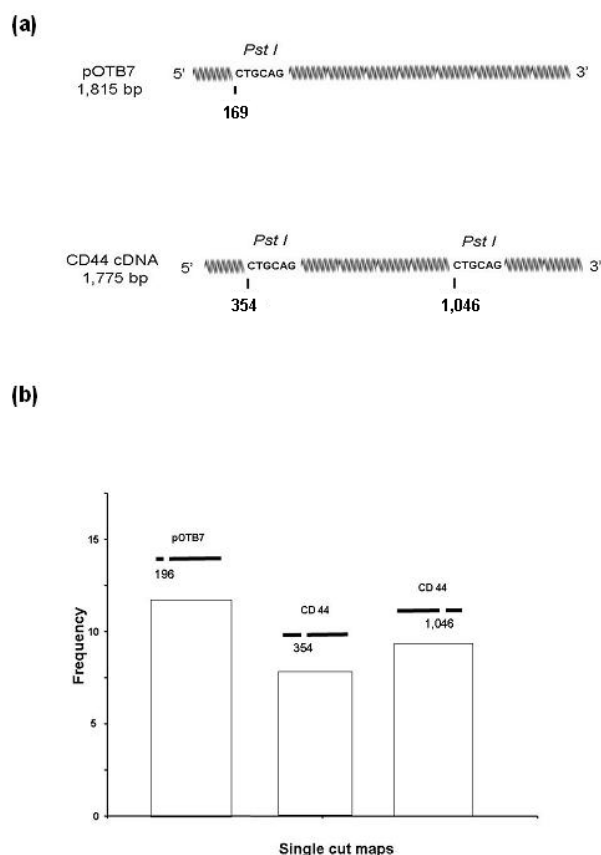 (a)
Pst I
pOTB7
1,815 bp
5' CTGCAG 3'
169
Pst I Pst I
CD44 cDNA
1,775 bp
5' CTGCAG CTGCAG 3'
354 1,046
(b)
Frequency
15
10
5
0
pOTB7
196
CD 44
354
CD 44
1,046
Single cut maps